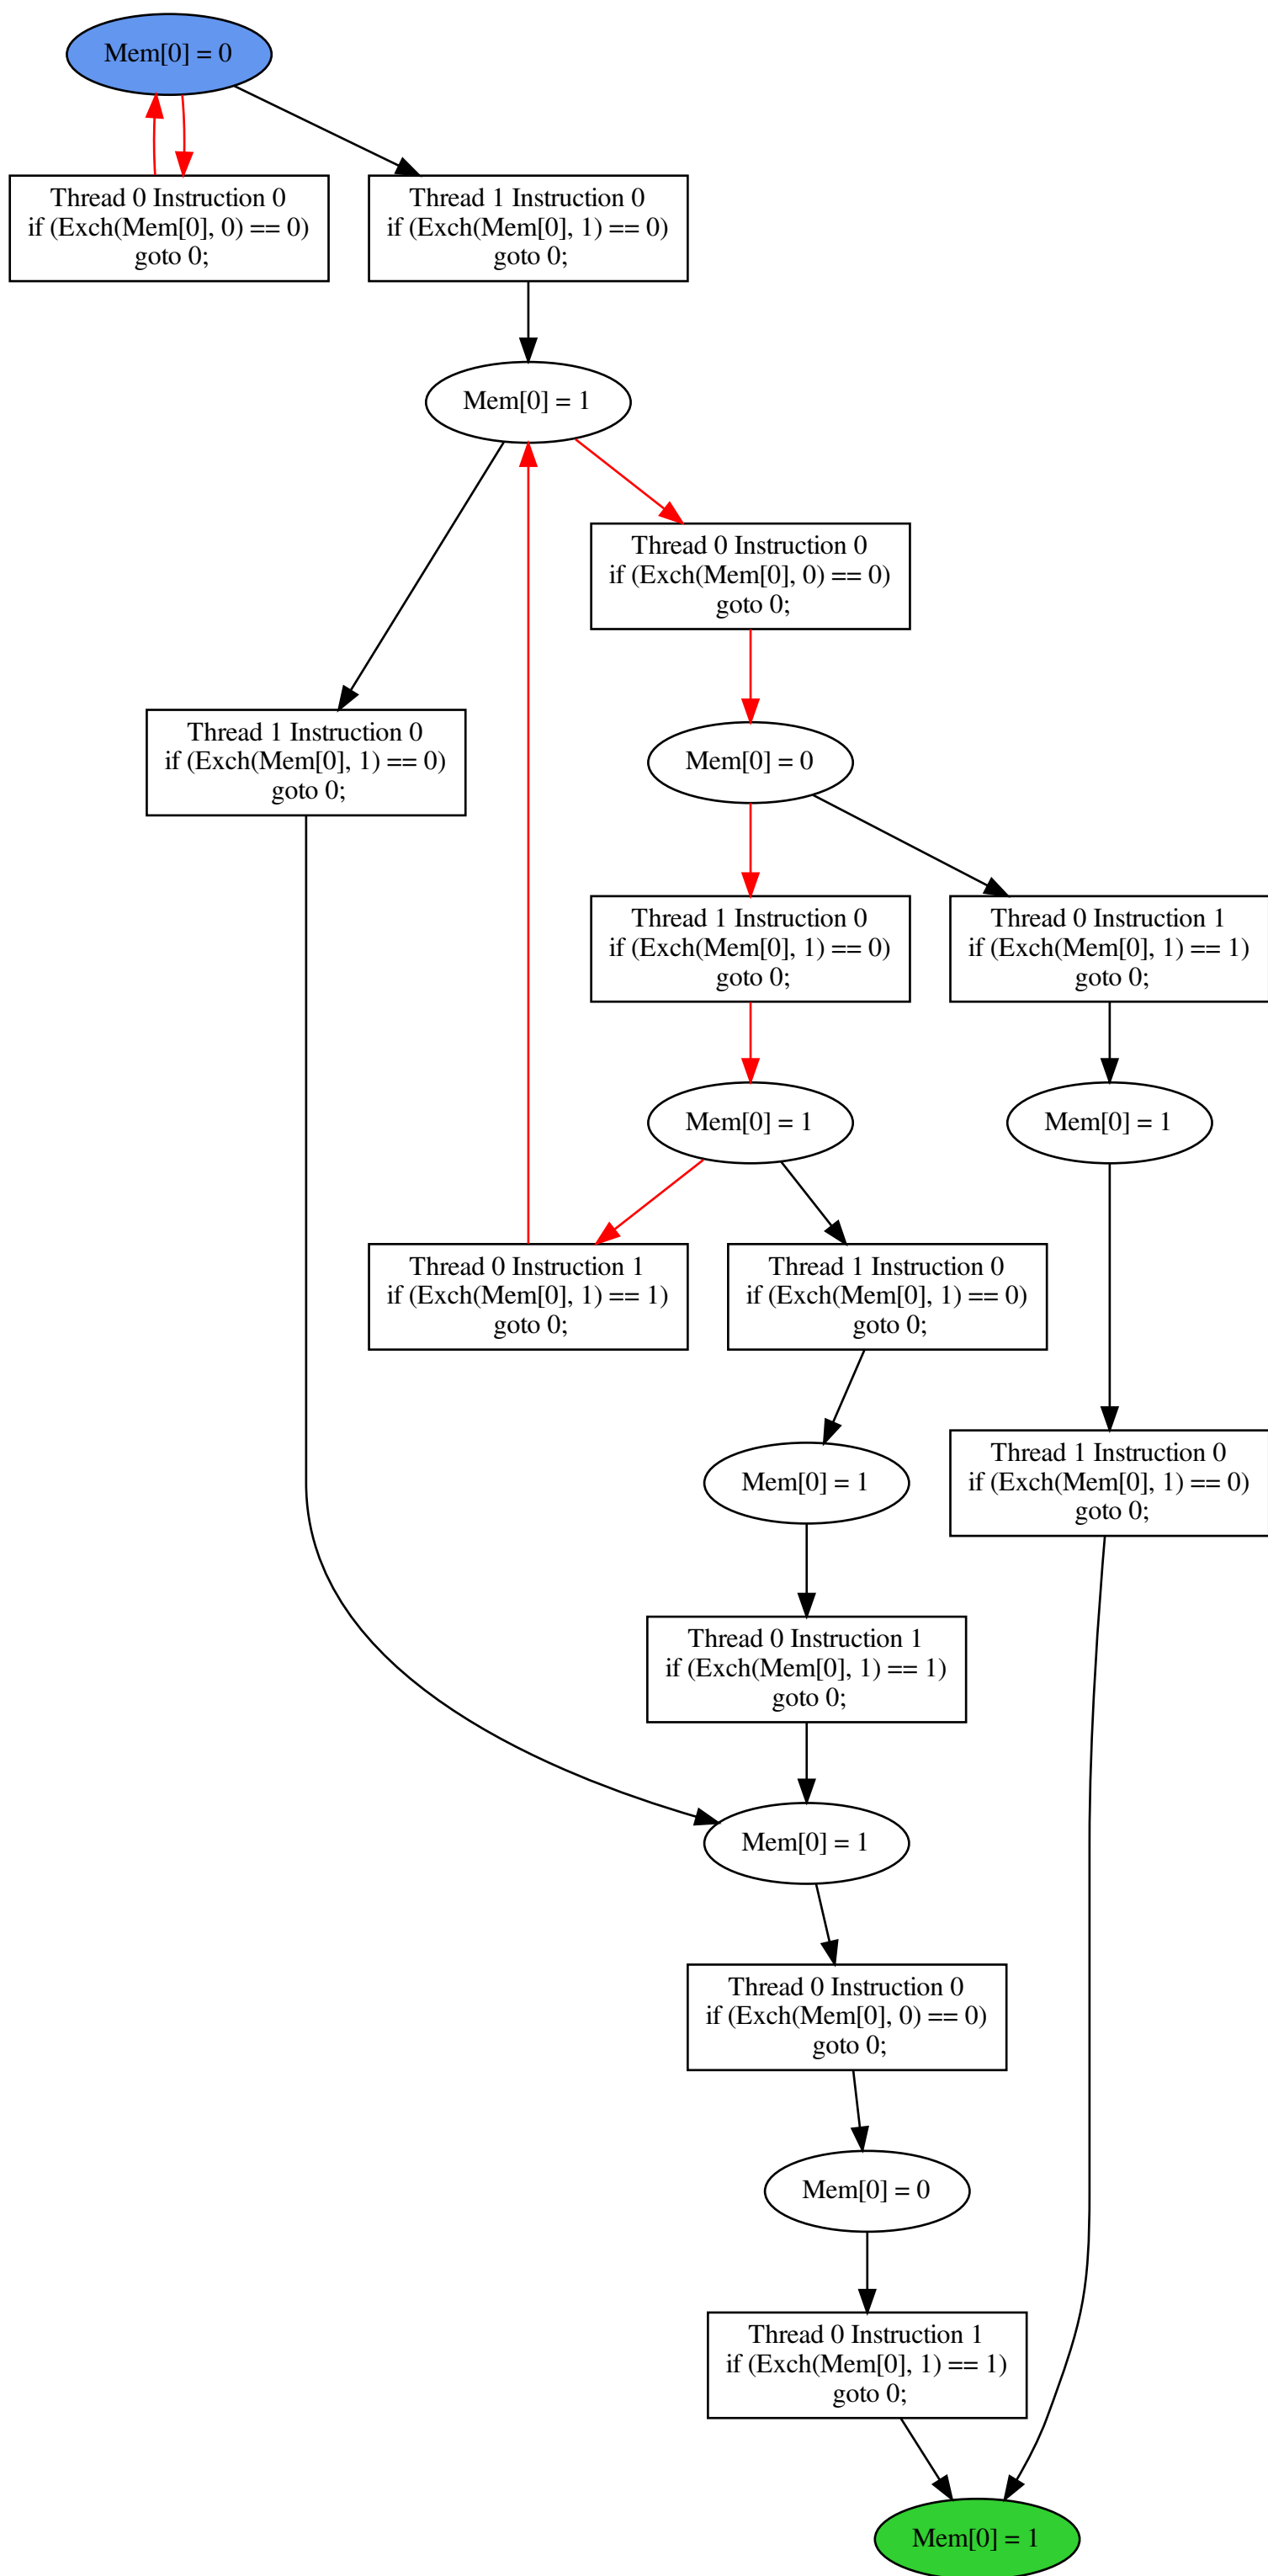 Mem[0] = 0
Thread 0 Instruction 0
if (Exch(Mem[0], 0) == 0)
goto 0;
Thread 1 Instruction 0
if (Exch(Mem[0], 1) == 0)
goto 0;
Mem[0] = 1
Thread 0 Instruction 0
if (Exch(Mem[0], 0) == 0)
goto 0;
Thread 1 Instruction 0
if (Exch(Mem[0], 1) == 0)
goto 0;
Mem[0] = 0
Thread 1 Instruction 0
if (Exch(Mem[0], 1) == 0)
goto 0;
Thread 0 Instruction 1
if (Exch(Mem[0], 1) == 1)
goto 0;
Mem[0] = 1
Mem[0] = 1
Thread 0 Instruction 1
if (Exch(Mem[0], 1) == 1)
goto 0;
Thread 1 Instruction 0
if (Exch(Mem[0], 1) == 0)
goto 0;
Mem[0] = 1
Thread 1 Instruction 0
if (Exch(Mem[0], 1) == 0)
goto 0;
Thread 0 Instruction 1
if (Exch(Mem[0], 1) == 1)
goto 0;
Mem[0] = 1
Thread 0 Instruction 0
if (Exch(Mem[0], 0) == 0)
goto 0;
Mem[0] = 0
Thread 0 Instruction 1
if (Exch(Mem[0], 1) == 1)
goto 0;
Mem[0] = 1